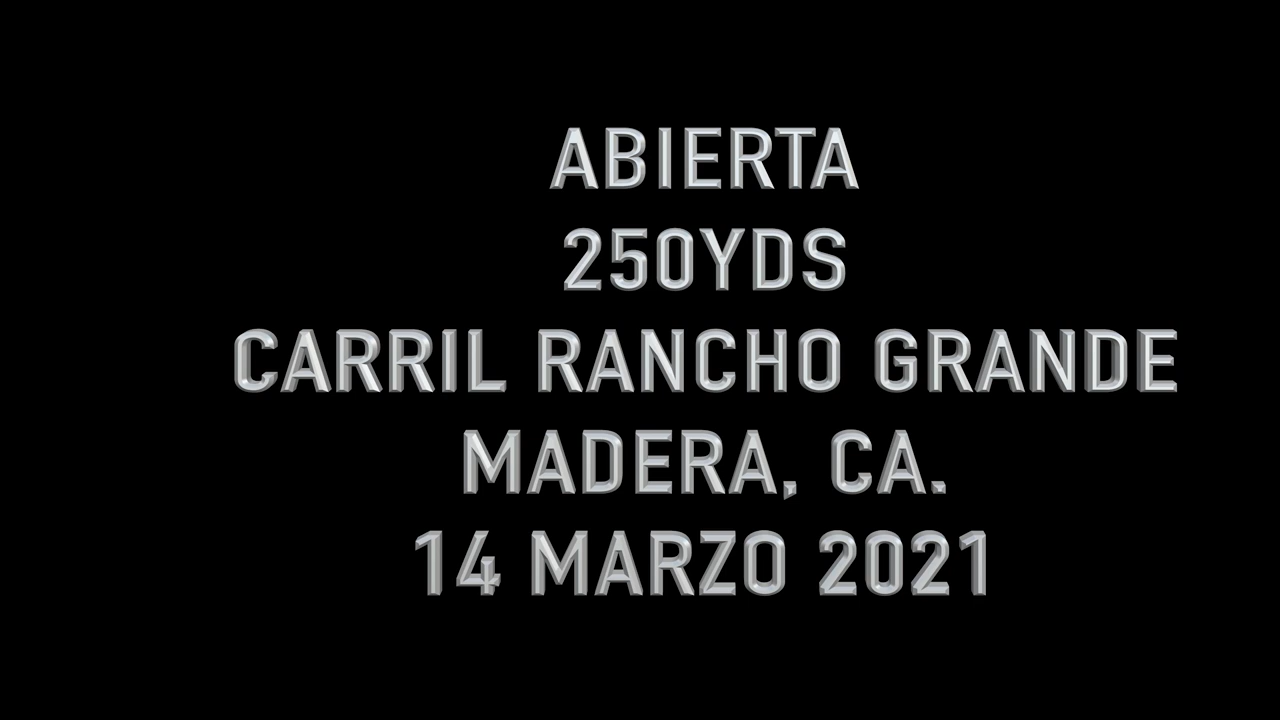 ABIERTA
250YDS
CARRIL RANCHO GRANDE
MADERA, CA.
14 MARZO 2021